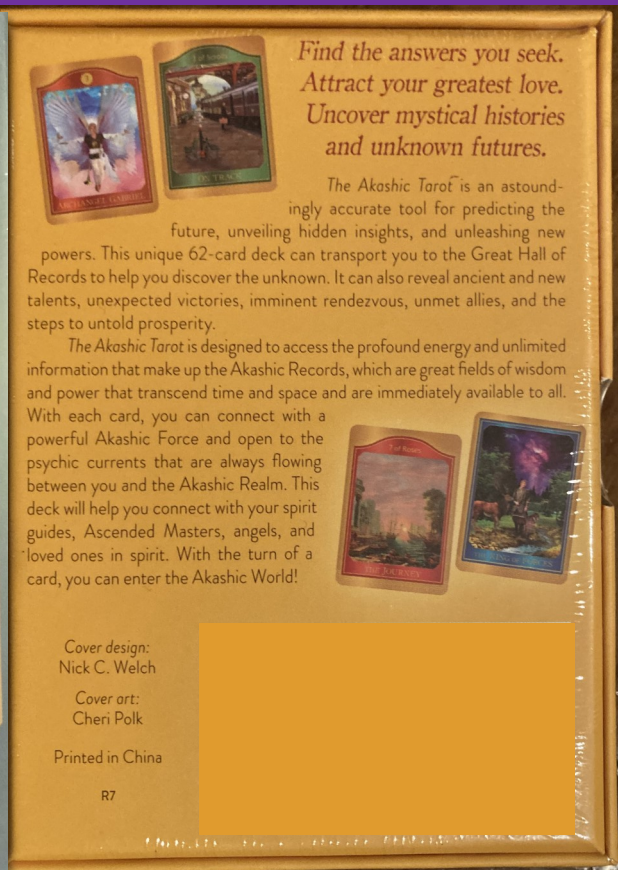 Find the answers you seek.
Attract your greatest love.
Uncover mystical histories
and unknown futures.
ARCHANGEL GABRIEL
ON TRACK
The Akashic Tarot is an astound-
ingly accurate tool for predicting the
future, unveiling hidden insights, and unleashing new
powers. This unique 62-card deck can transport you to the Great Hall of
Records to help you discover the unknown. It can also reveal ancient and new
talents, unexpected victories, imminent rendezvous, unmet allies, and the
steps to untold prosperity.
The Akashic Tarot is designed to access the profound energy and unlimited
information that make up the Akashic Records, which are great fields of wisdom
and power that transcend time and space and are immediately available to all.
With each card, you can connect with a
powerful Akashic Force and open to the
psychic currents that are always flowing
between you and the Akashic Realm. This
deck will help you connect with your spirit
guides, Ascended Masters, angels, and
loved ones in spirit. With the turn of a
card, you can enter the Akashic World!
THE JOURNEY
Cover design:
Nick C. Welch
Cover art:
Cheri Polk
Printed in China
R7